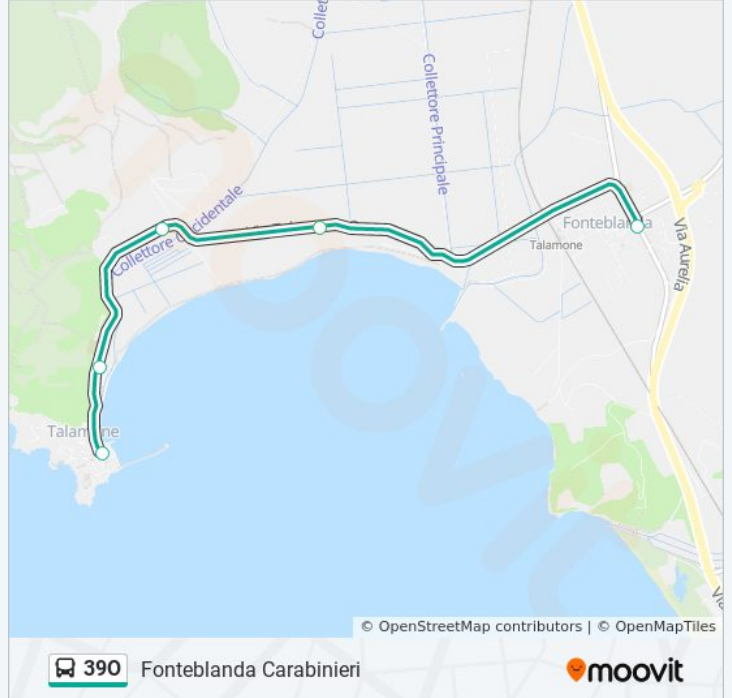 Collettore Principale
Collettore Occidentale
Fonteblanda
Talamone
Via Aurelia
Talamone
© OpenStreetMap contributors | © OpenMapTiles
390 Fonteblanda Carabinieri
moovit